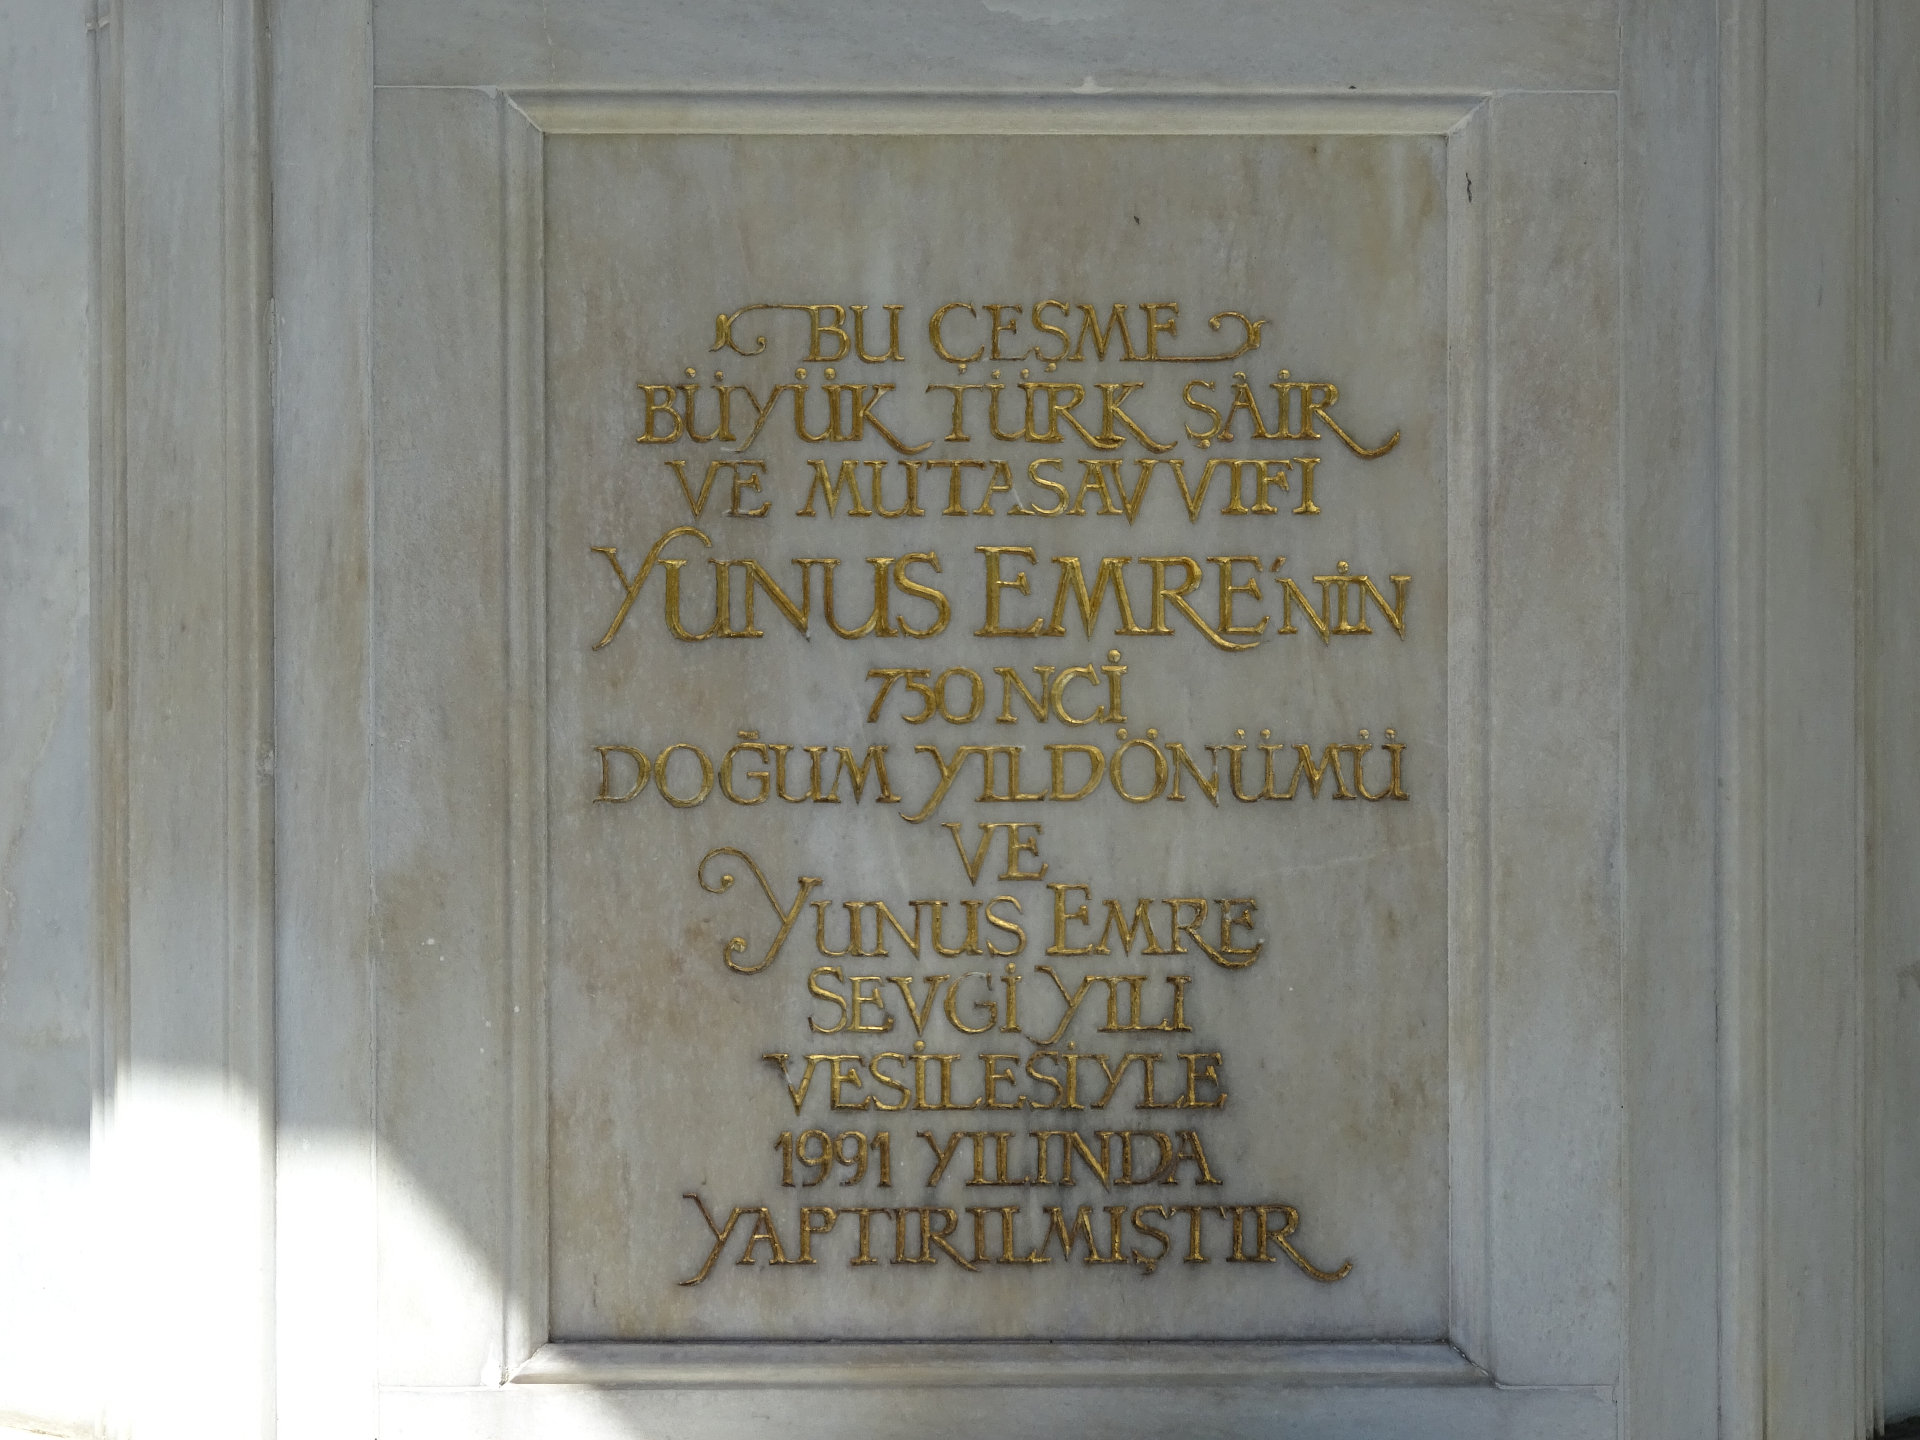 BU ÇEŞME
BÜYÜK TÜRK ŞÂİR
VE MUTASAVVIFI
YUNUS EMRE'NİN
750 NCİ
DOĞUM YILDÖNÜMÜ
VE
YUNUS EMRE
SEVGİ YILI
VESİLESİYLE
1991 YILINDA
YAPTIRILMIŞTIR